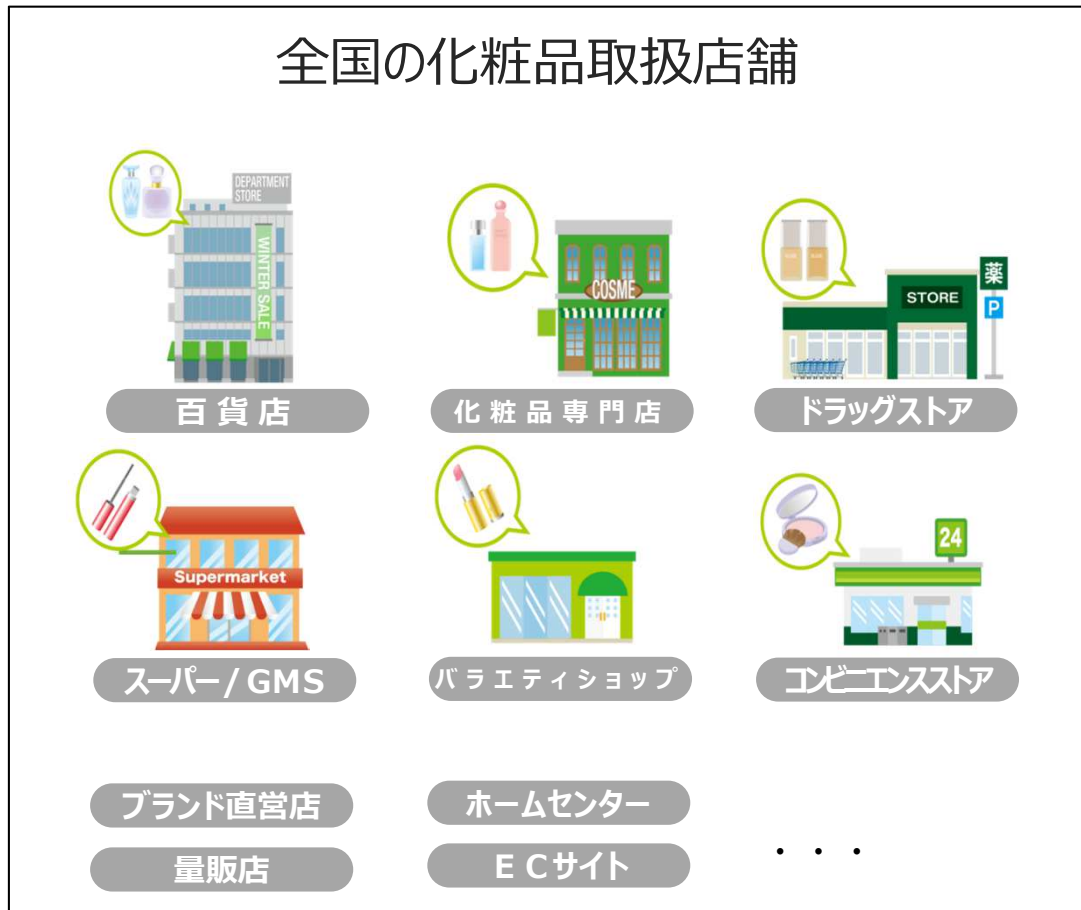 全国の化粧品取扱店舗
DEPARTMENT
STORE
WINTER SALE
COSME
薬
P
STORE
百貨店
化粧品専門店
ドラッグストア
Supermarket
24
スーパー/GMS
バラエティショップ
コンビニエンスストア
ブランド直営店
ホームセンター
量販店
ECサイト
・・・